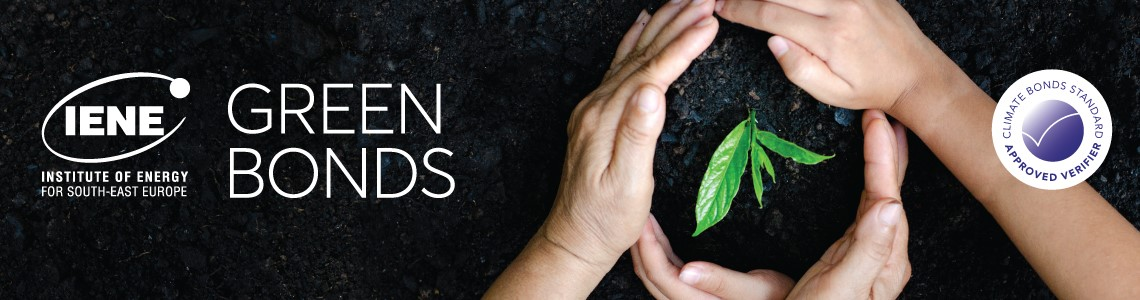 IENE
INSTITUTE OF ENERGY
FOR SOUTH-EAST EUROPE
GREEN
BONDS
CLIMATE BONDS STANDARD
APPROVED VERIFIER